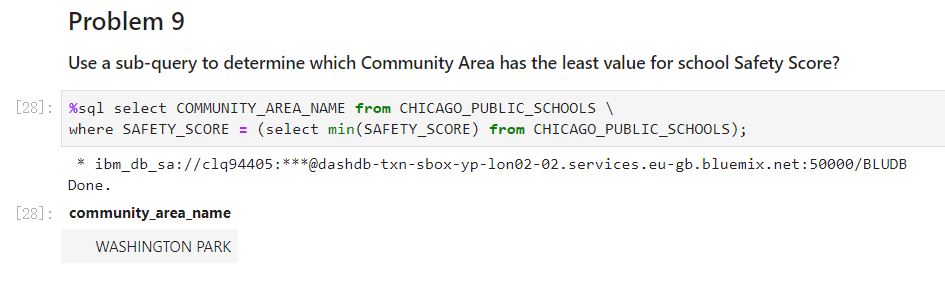 Problem 9
Use a sub-query to determine which Community Area has the least value for school Safety Score?
[28]: %sql select COMMUNITY_AREA_NAME from CHICAGO_PUBLIC_SCHOOLS \
where SAFETY_SCORE = (select min(SAFETY_SCORE) from CHICAGO_PUBLIC_SCHOOLS);
* ibm_db_sa://clq94405:***@dashdb-txn-sbox-yp-lon02-02.services.eu-gb.bluemix.net:50000/BLUDB
Done.
[28]: community_area_name
WASHINGTON PARK